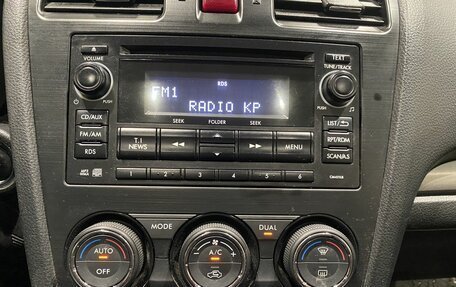 VOLUME
TEXT
TUNE/TRACK
RDS
FM1
RADIO KP
PUSH
PUSH
CD/AUX
SEEK FOLDER SEEK
LIST/
FM/AM
T.I
NEWS
MENU
RPT/RDM
RDS
SCAN/AS
1 2 3 4 5 6
MODE
DUAL
AUTO
OFF
A/C
- +